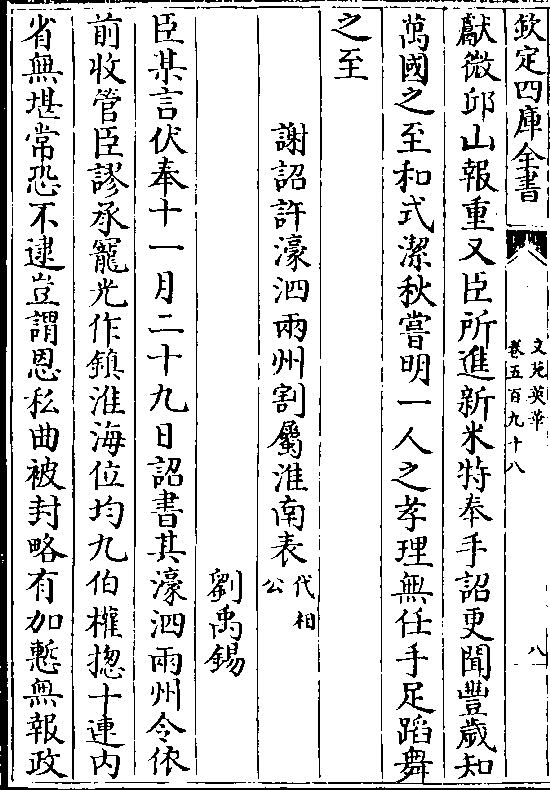 欽定四庫全書
文苑英華
卷五百九十八
八
獻微邱山報重又臣所進新米特奉手詔更聞豐歲知
萬國之至和式潔秋嘗明一人之孝理無任手足蹈舞
之至
謝詔許濠泗兩州割屬淮南表
代相
公
劉禹錫
臣某言伏奉十一月二十九日詔書其濠泗兩州令依
前收管臣謬承寵光作鎮淮海位均九伯權揔十連内
省無堪常恐不逮豈謂恩私曲被封略有加慙無報政